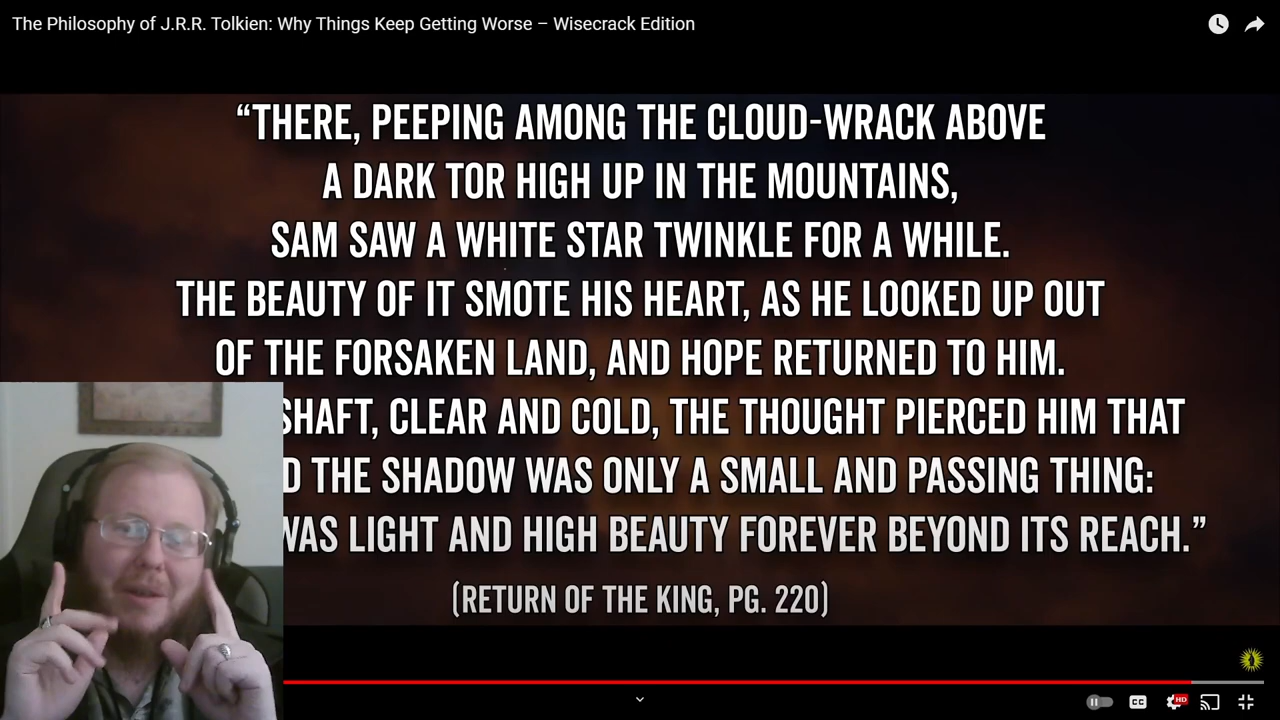 The Philosophy of J.R.R. Tolkien: Why Things Keep Getting Worse – Wisecrack Edition
“THERE, PEEPING AMONG THE CLOUD-WRACK ABOVE
A DARK TOR HIGH UP IN THE MOUNTAINS,
SAM SAW A WHITE STAR TWINKLE FOR A WHILE.
THE BEAUTY OF IT SMOTE HIS HEART, AS HE LOOKED UP OUT
OF THE FORSAKEN LAND, AND HOPE RETURNED TO HIM.
SHAFT, CLEAR AND COLD, THE THOUGHT PIERCED HIM THAT
THE SHADOW WAS ONLY A SMALL AND PASSING THING:
WAS LIGHT AND HIGH BEAUTY FOREVER BEYOND ITS REACH.”
(RETURN OF THE KING, PG. 220)
CC
HD